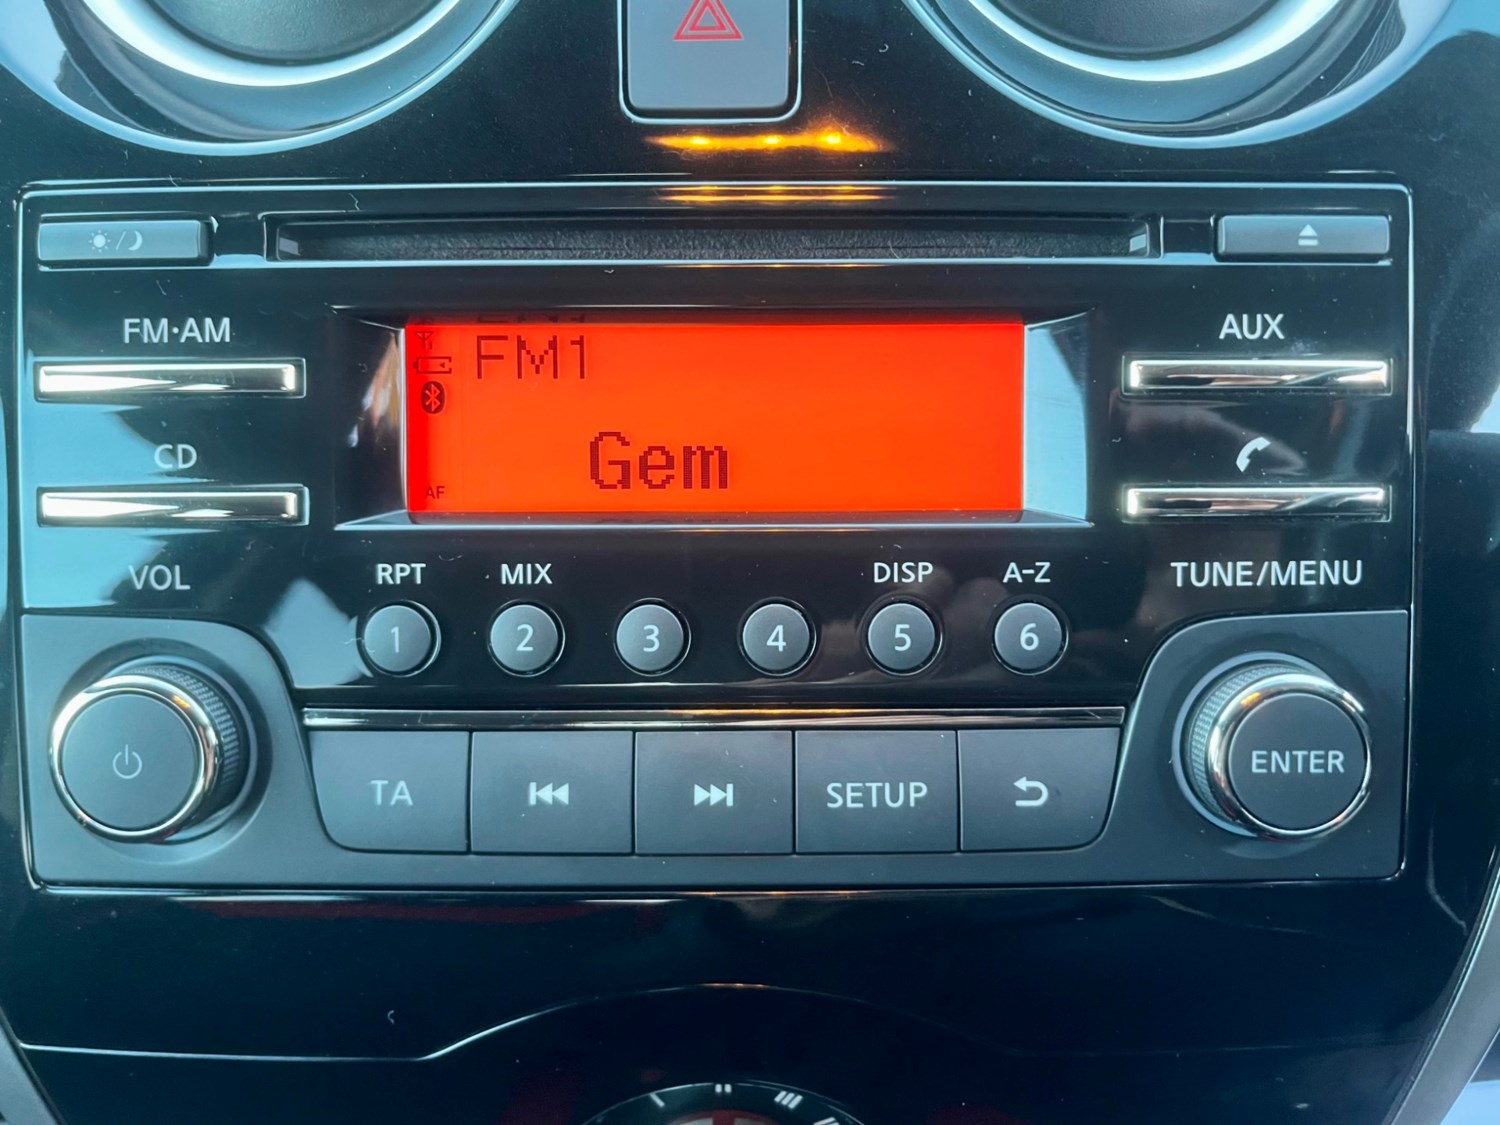 FM·AM
AUX
FM1
CD
Gem
AF
VOL
RPT MIX DISP A-Z
TUNE/MENU
1 2 3 4 5 6
ENTER
TA SETUP